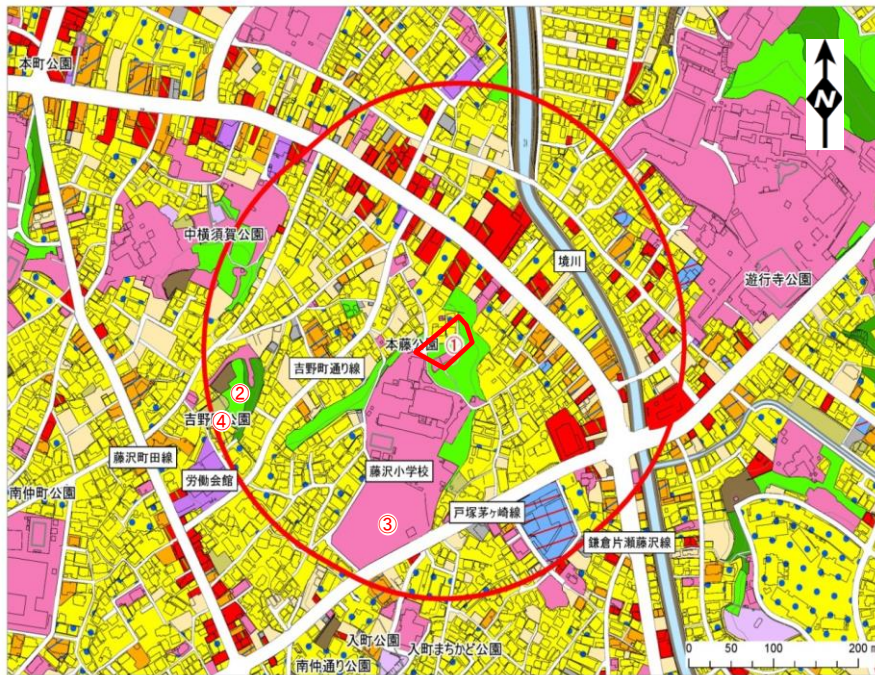 本町公園
N
中横須賀公園
境川
遊行寺公園
本藤公園
①
吉野町通り線
②
吉野町公園
④
藤沢町田線
藤沢小学校
労働会館
南仲町公園
戸塚茅ヶ崎線
③
鎌倉片瀬藤沢線
入町公園
入町まちかど公園
南仲通り公園
0 50 100 200 m